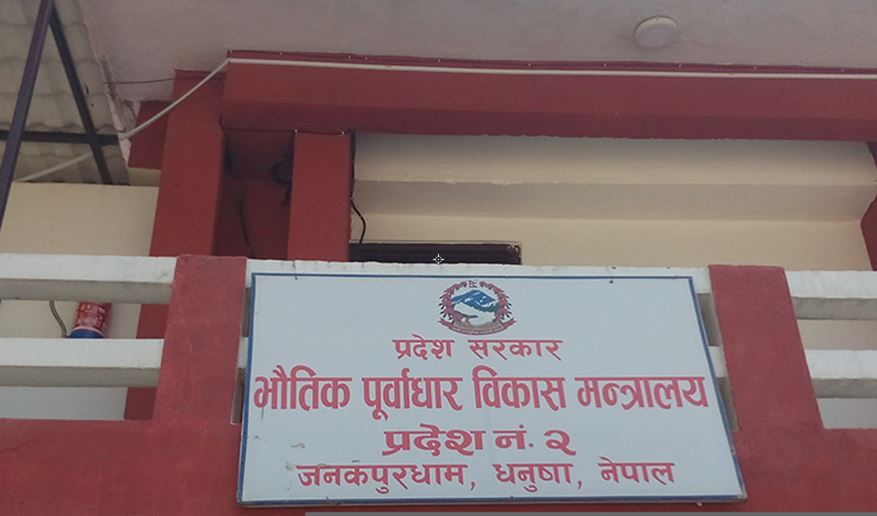 प्रदेश सरकार
भौतिक पूर्वाधार विकास मन्त्रालय
प्रदेश नं. २
जनकपुरधाम, धनुषा, नेपाल